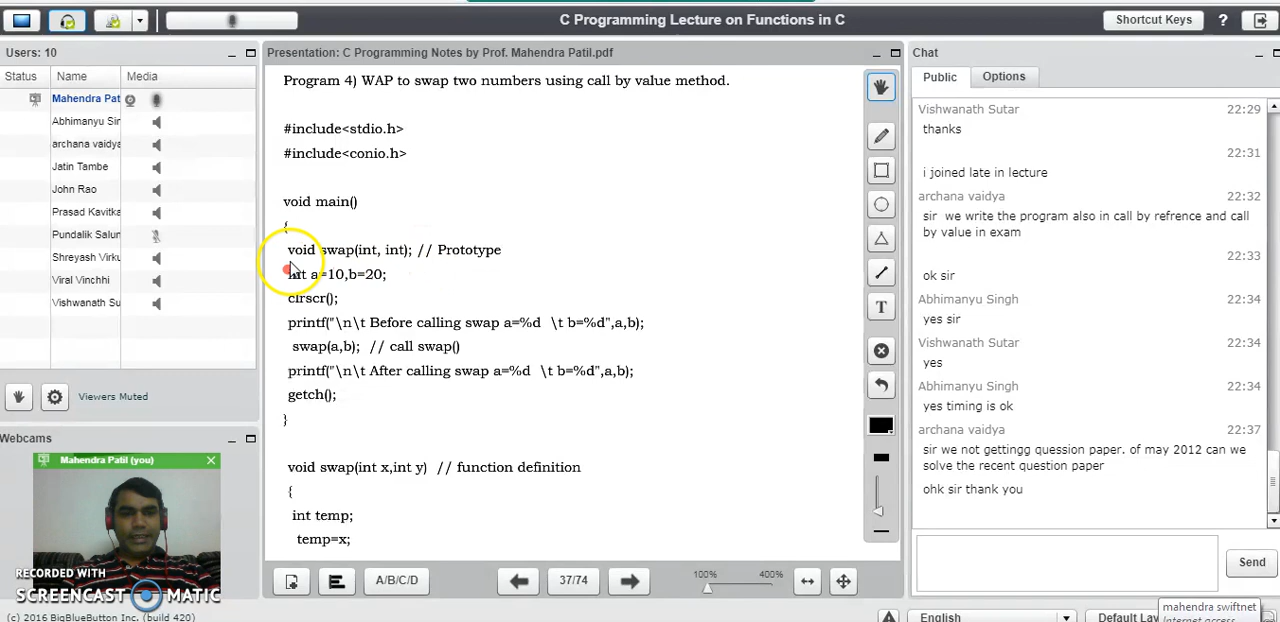 C Programming Lecture on Functions in C
Shortcut Keys
?
Users: 10
Status Name Media
Mahendra Pat
Abhimanyu Sir
archana vaidya
Jatin Tambe
John Rao
Prasad Kavitka
Pundalik Salun
Shreyash Virku
Viral Vinchhi
Vishwanath Su
Viewers Muted
Webcams
Mahendra Patil (you)
RECORDED WITH
SCREENCAST MATIC
(c) 2016 BigBlueButton Inc. (build 420)
Presentation: C Programming Notes by Prof. Mahendra Patil.pdf
Program 4) WAP to swap two numbers using call by value method.
#include<stdio.h>
#include<conio.h>
void main()
{
void swap(int, int); // Prototype
int a=10,b=20;
clrscr();
printf("\n\t Before calling swap a=%d \t b=%d",a,b);
swap(a,b); // call swap()
printf("\n\t After calling swap a=%d \t b=%d",a,b);
getch();
}
void swap(int x,int y) // function definition
{
int temp;
temp=x;
T
A/B/C/D
37/74
100% 400%
Chat
Public Options
Vishwanath Sutar 22:29
thanks
22:31
i joined late in lecture
archana vaidya 22:32
sir we write the program also in call by refrence and call
by value in exam
22:33
ok sir
Abhimanyu Singh 22:34
yes sir
Vishwanath Sutar 22:34
yes
Abhimanyu Singh 22:34
yes timing is ok
archana vaidya 22:37
sir we not gettingg quession paper. of may 2012 can we
solve the recent question paper
ohk sir thank you
Send
English
Default Lay
mahendra swiftnet
Internet access